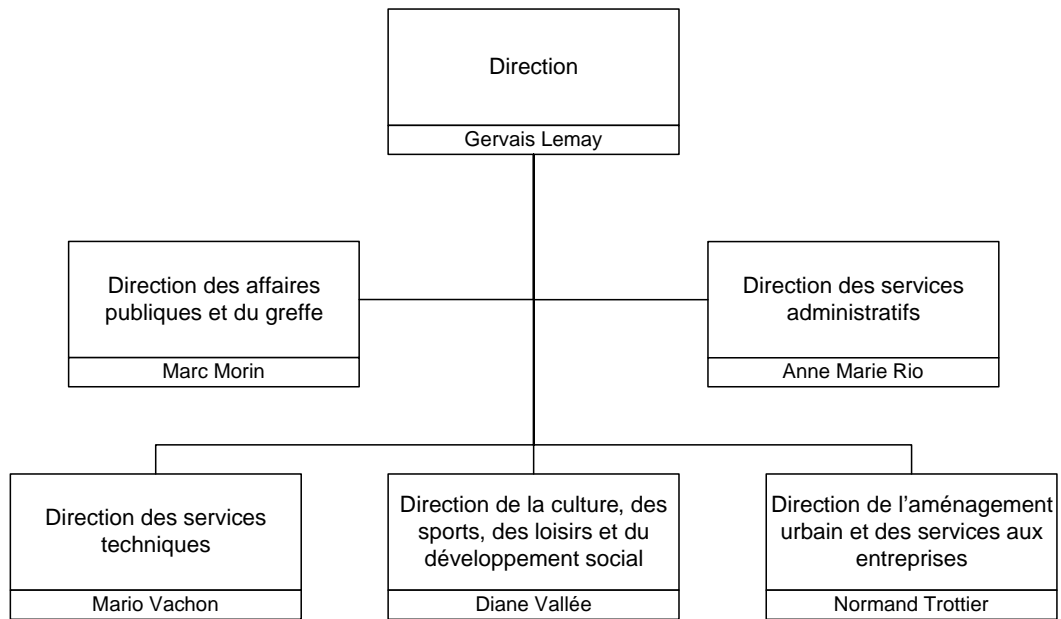 Direction
Gervais Lemay
Direction des affaires
publiques et du greffe
Marc Morin
Direction des services
administratifs
Anne Marie Rio
Direction des services
techniques
Mario Vachon
Direction de la culture, des
sports, des loisirs et du
développement social
Diane Vallée
Direction de l’aménagement
urbain et des services aux
entreprises
Normand Trottier